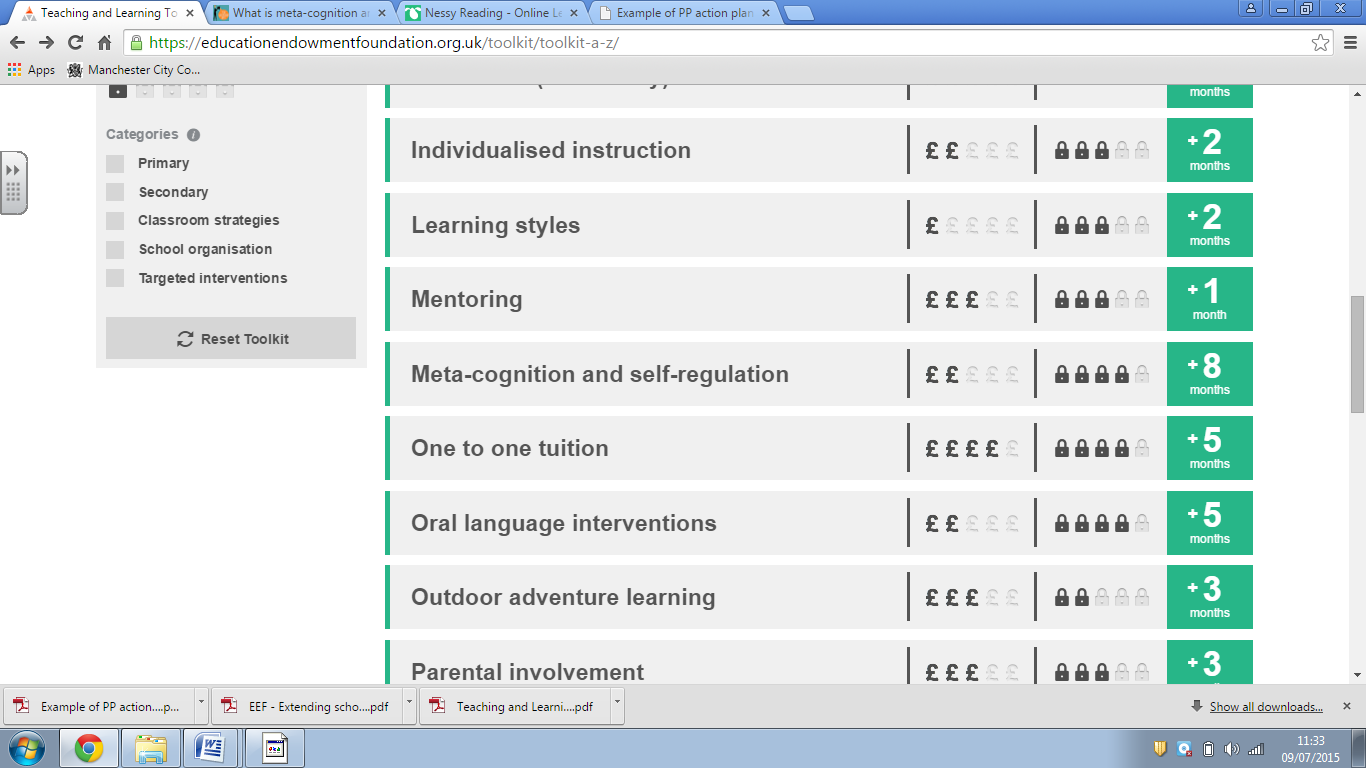 Teaching and Learning To
What is meta-cognition a
Nessy Reading - Online Le
Example of PP action plan
https://educationendowmentfoundation.org.uk/toolkit/toolkit-a-z/
Apps
Manchester City Co...
months
Categories
Primary
Secondary
Classroom strategies
School organisation
Targeted interventions
Reset Toolkit
Individualised instruction £ £ £ £ £ +2 months
Learning styles £ £ £ £ £ +2 months
Mentoring £ £ £ £ £ +1 month
Meta-cognition and self-regulation £ £ £ £ £ +8 months
One to one tuition £ £ £ £ £ +5 months
Oral language interventions £ £ £ £ £ +5 months
Outdoor adventure learning £ £ £ £ £ +3 months
Parental involvement £ £ £ £ £ +3
Example of PP action....p...
EEF - Extending scho....pdf
Teaching and Learni....pdf
Show all downloads...
11:33
09/07/2015